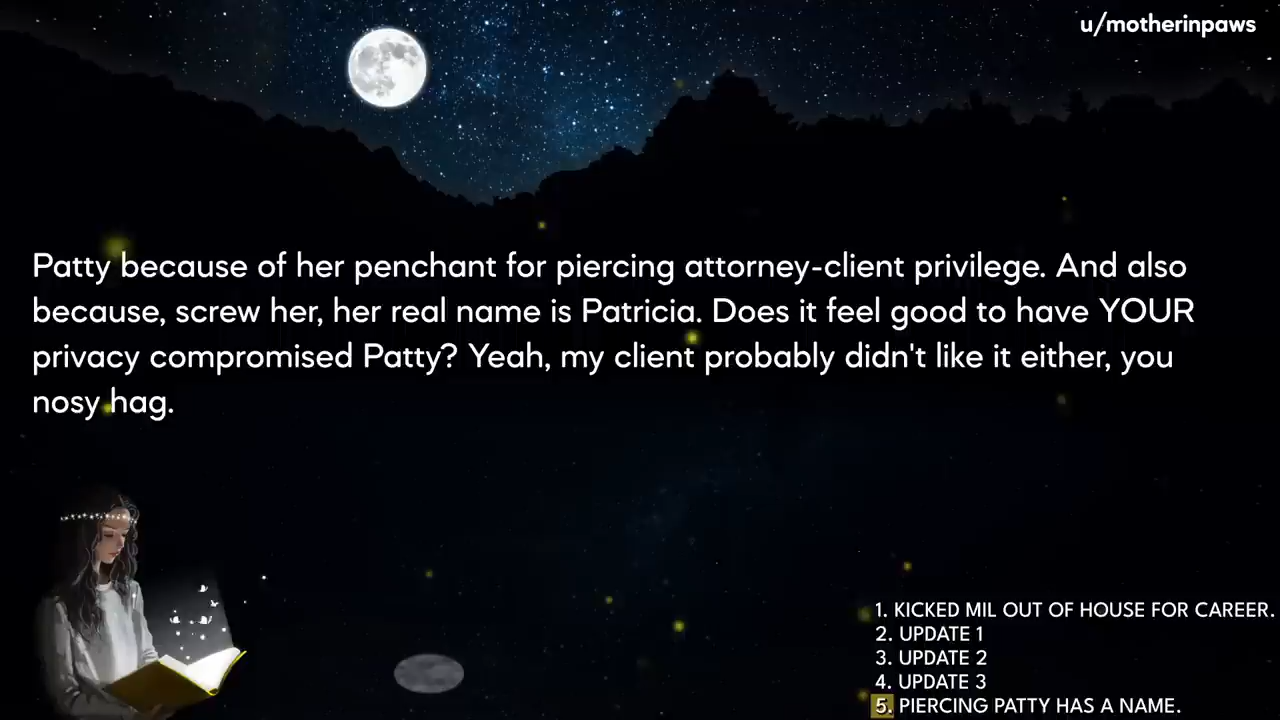 u/motherinpaws
Patty because of her penchant for piercing attorney-client privilege. And also
because, screw her, her real name is Patricia. Does it feel good to have YOUR
privacy compromised Patty? Yeah, my client probably didn't like it either, you
nosy hag.
1. KICKED MIL OUT OF HOUSE FOR CAREER.
2. UPDATE 1
3. UPDATE 2
4. UPDATE 3
5. PIERCING PATTY HAS A NAME.